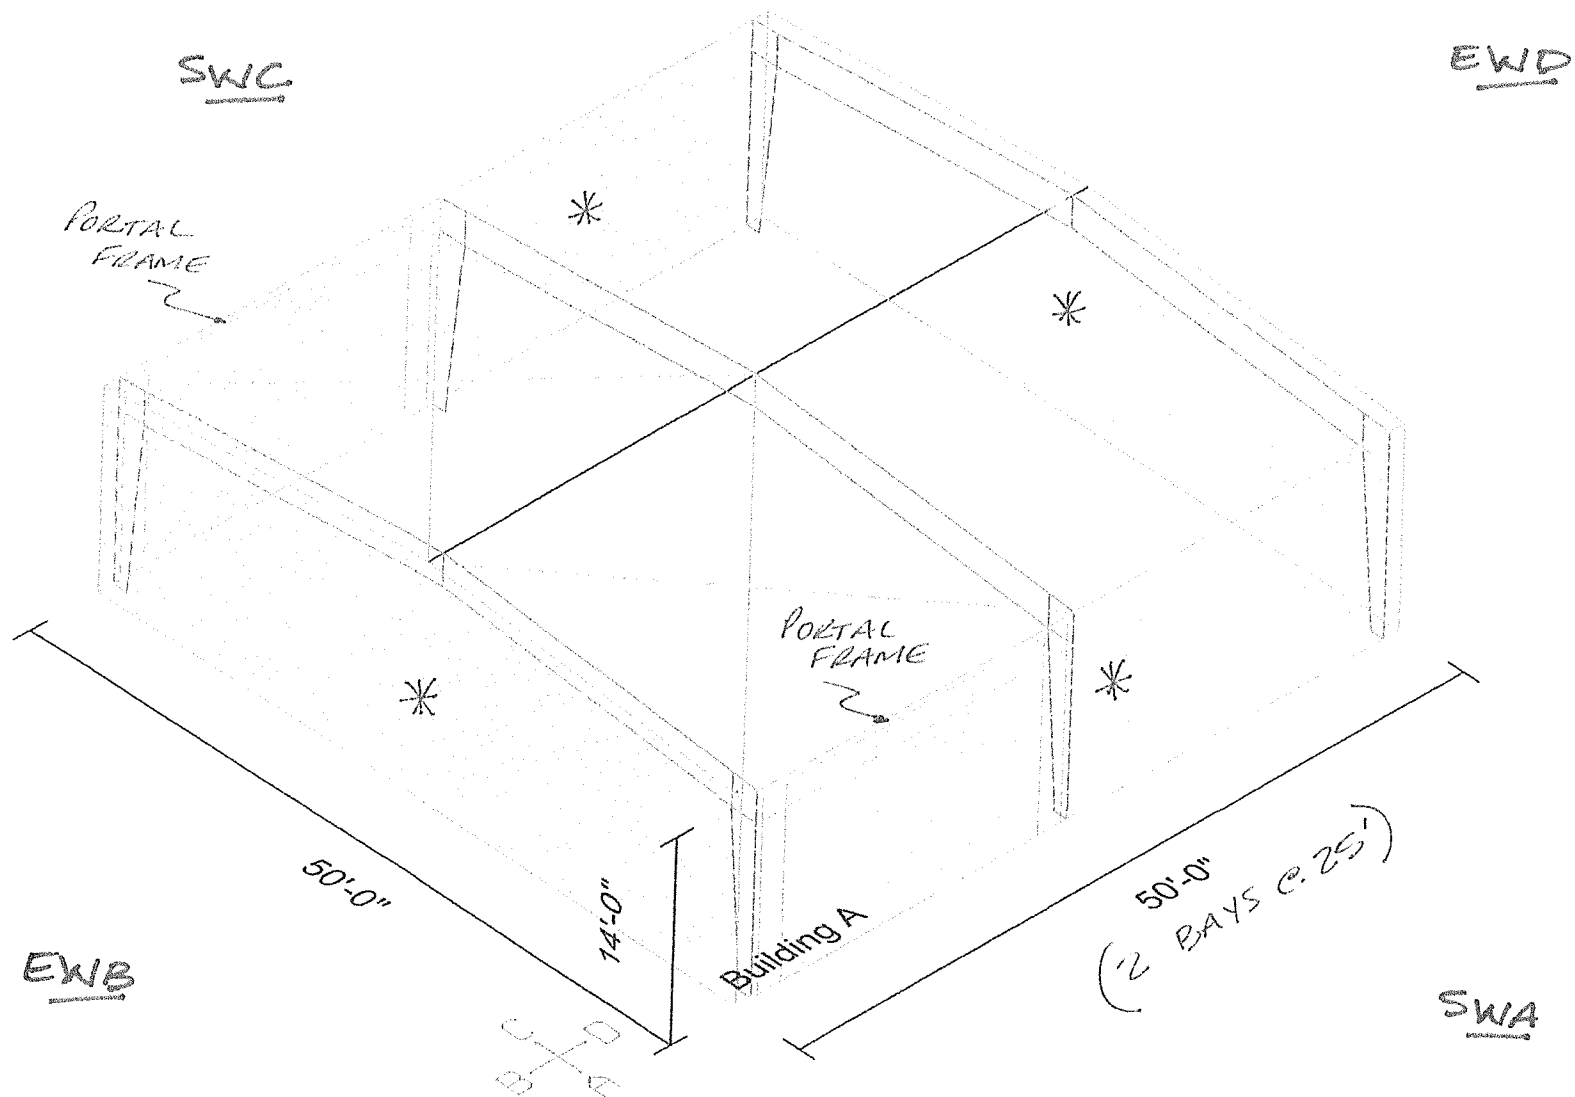 SWC
EWD
PORTAL
FRAME
PORTAL
FRAME
50'-0"
14'-0"
Building A
50'-0"
(2 BAYS @ 25')
EWB
SWA
C D
B A